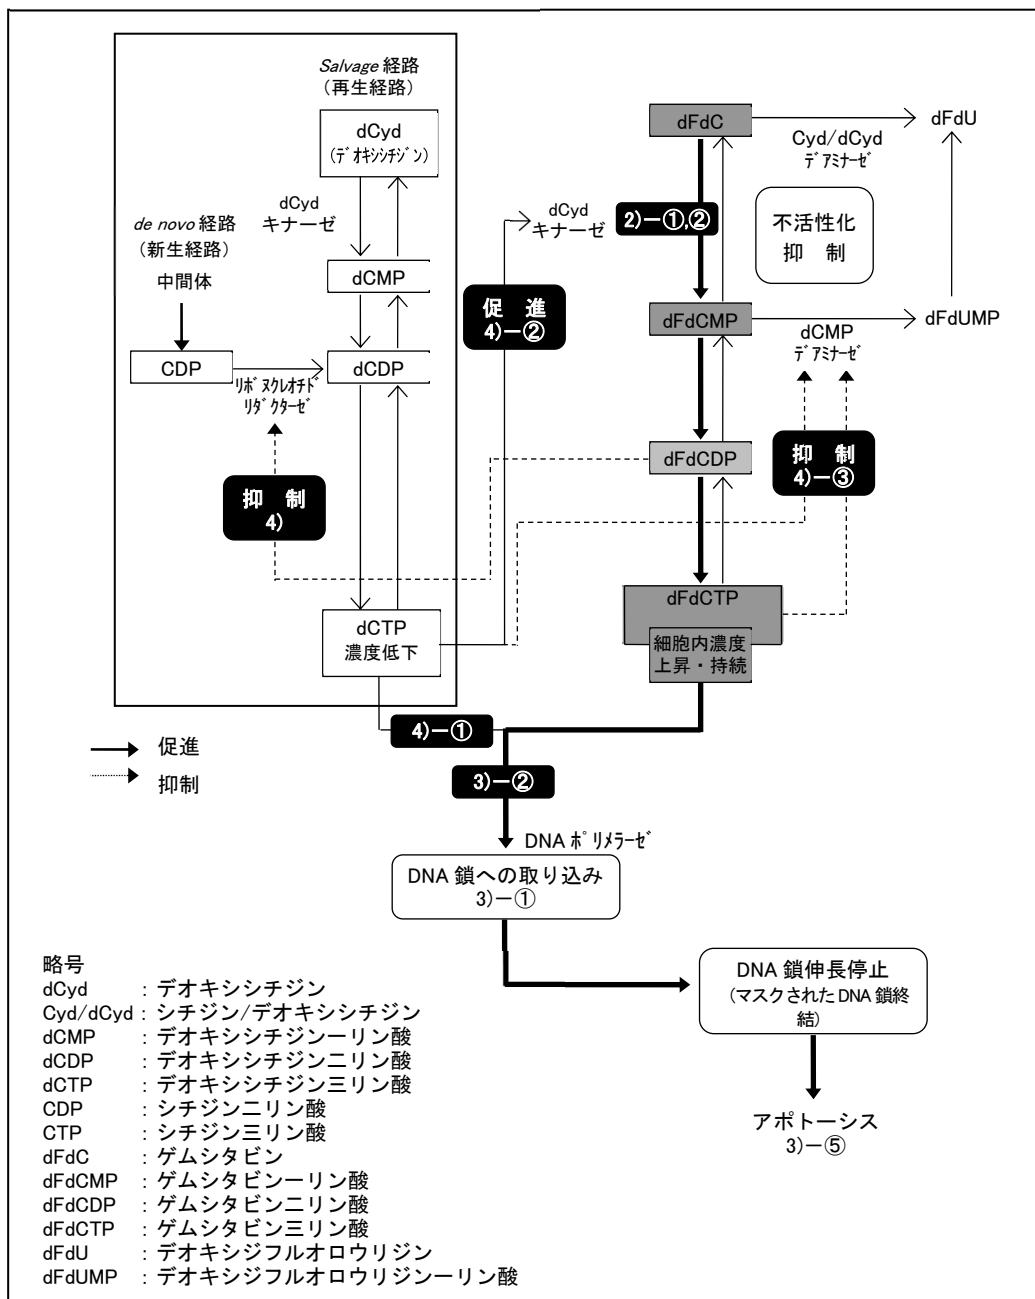 Salvage 経路
(再生経路)
dCyd
(デオキシシチジン)
dCyd
キナーゼ
de novo 経路
(新生経路)
中間体
dCMP
CDP
dCDP
リボヌクレオチド
リダクターゼ
抑 制
4)
dCTP
濃度低下
促 進
4)－②
dCyd
キナーゼ
2)－①,②
dFdC
Cyd/dCyd
デアミナーゼ
dFdU
不活性化
抑 制
dFdCMP
dCMP
デアミナーゼ
dFdUMP
dFdCDP
抑 制
4)－③
dFdCTP
細胞内濃度
上昇・持続
4)－①
3)－②
促進
抑制
DNA ポリメラーゼ
DNA 鎖への取り込み
3)－①
DNA 鎖伸長停止
(マスクされた DNA 鎖終
結)
アポトーシス
3)－⑤
略号
dCyd : デオキシシチジン
Cyd/dCyd : シチジン/デオキシシチジン
dCMP : デオキシシチジン一リン酸
dCDP : デオキシシチジン二リン酸
dCTP : デオキシシチジン三リン酸
CDP : シチジン二リン酸
CTP : シチジン三リン酸
dFdC : ゲムシタビン
dFdCMP : ゲムシタビン一リン酸
dFdCDP : ゲムシタビン二リン酸
dFdCTP : ゲムシタビン三リン酸
dFdU : デオキシジフルオロウリジン
dFdUMP : デオキシジフルオロウリジン一リン酸